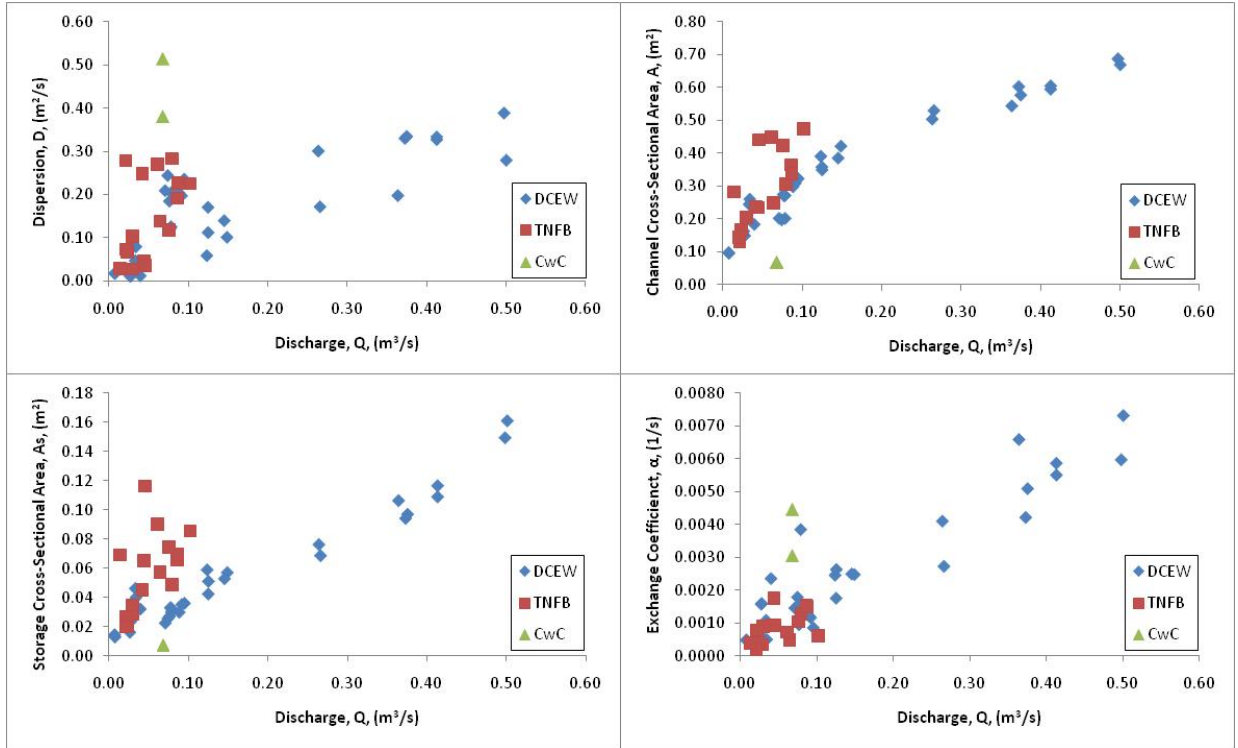 0.60
0.50
0.40
0.30
0.20
0.10
0.00
Dispersion, D, (m²/s)
0.00 0.10 0.20 0.30 0.40 0.50 0.60
Discharge, Q, (m³/s)
DCEW
TNFB
CwC
0.80
0.70
0.60
0.50
0.40
0.30
0.20
0.10
0.00
Channel Cross-Sectional Area, A, (m²)
0.00 0.10 0.20 0.30 0.40 0.50 0.60
Discharge, Q, (m³/s)
DCEW
TNFB
CwC
0.18
0.16
0.14
0.12
0.10
0.08
0.06
0.04
0.02
0.00
Storage Cross-Sectional Area, As, (m²)
0.00 0.10 0.20 0.30 0.40 0.50 0.60
Discharge, Q, (m³/s)
DCEW
TNFB
CwC
0.0080
0.0070
0.0060
0.0050
0.0040
0.0030
0.0020
0.0010
0.0000
Exchange Coefficienct, α, (1/s)
0.00 0.10 0.20 0.30 0.40 0.50 0.60
Discharge, Q, (m³/s)
DCEW
TNFB
CwC